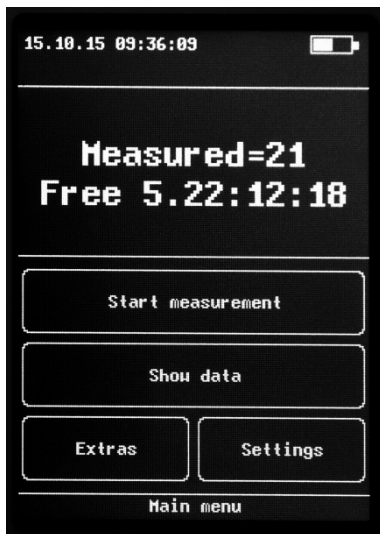 15.10.15 09:36:09
Measured=21
Free 5.22:12:18
Start measurement
Show data
Extras Settings
Main menu